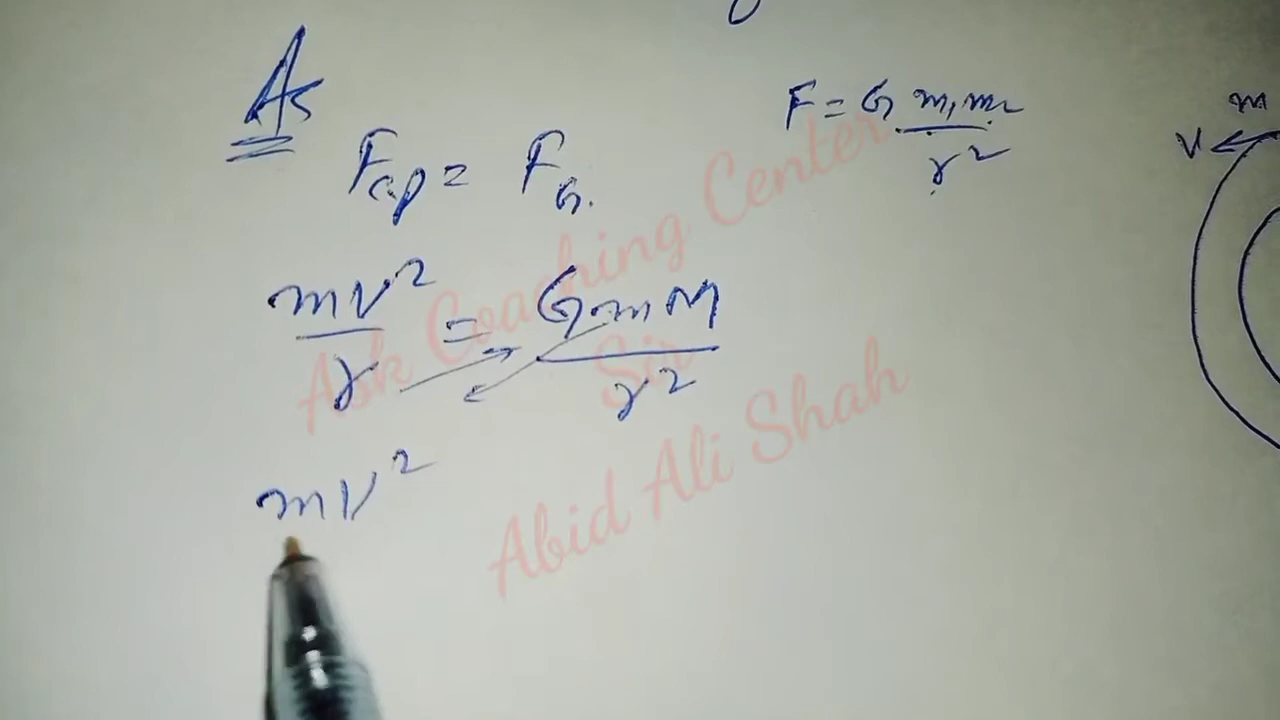 As
F = G m₁m₂ / r²
m
V
Fcp = FG.
mv² / r = GmM / r²
mv²
Ask Coaching Center
Sir
Abid Ali Shah